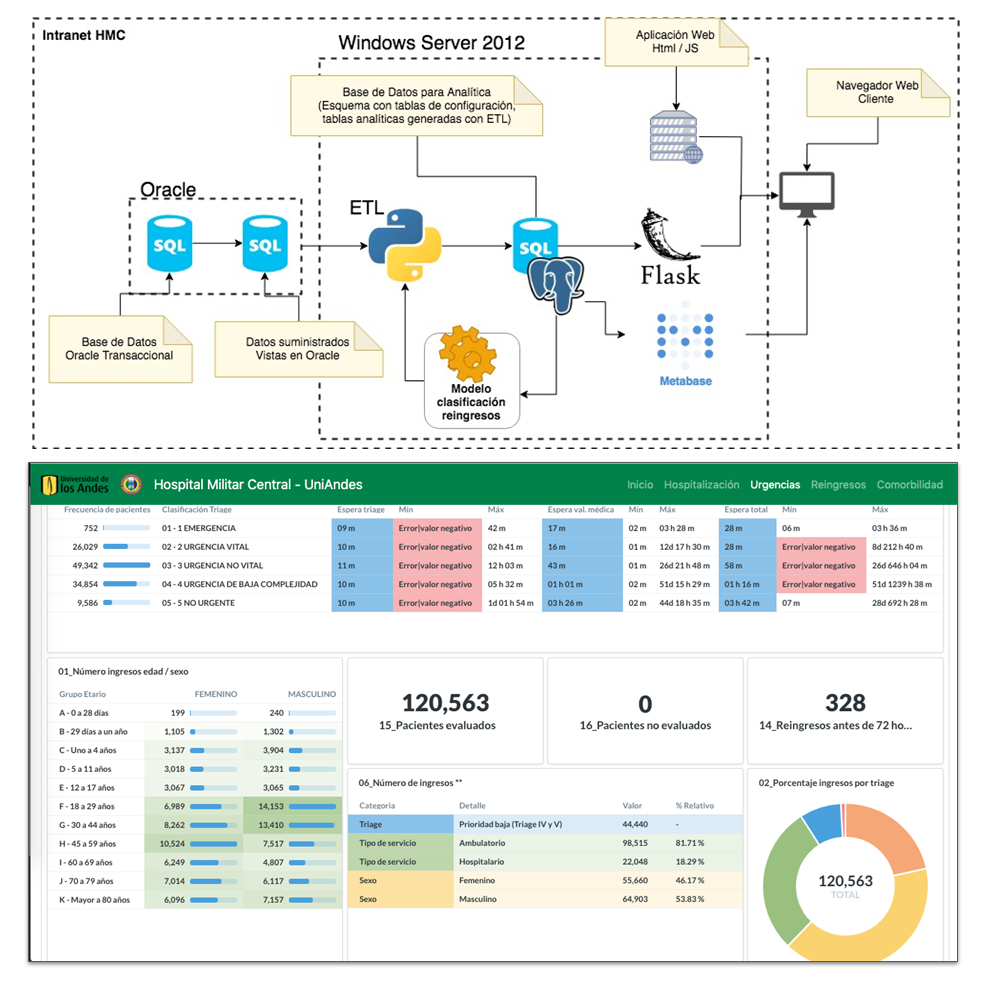 Intranet HMC
Windows Server 2012
Aplicación Web
Html / JS
Base de Datos para Analítica
(Esquema con tablas de configuración,
tablas analíticas generadas con ETL)
Navegador Web
Cliente
Oracle
ETL
SQL
SQL
SQL
Flask
Base de Datos
Oracle Transaccional
Datos suministrados
Vistas en Oracle
Modelo
clasificación
reingresos
Metabase
Universidad de
los Andes
Hospital Militar Central - UniAndes
Inicio Hospitalización Urgencias Reingresos Comorbilidad
Frecuencia de pacientes Clasificación Triage Espera triage Min Máx Espera val. médica Min Máx Espera total Min Máx
752 01 - 1 EMERGENCIA 09 m Error|valor negativo 42 m 17 m 02 m 03 h 28 m 28 m 06 m 03 h 36 m
26,029 02 - 2 URGENCIA VITAL 10 m Error|valor negativo 02 h 41 m 16 m 01 m 12d 17 h 30 m 28 m Error|valor negativo 8d 212 h 40 m
49,342 03 - 3 URGENCIA NO VITAL 11 m Error|valor negativo 12 h 03 m 43 m 01 m 26d 21 h 48 m 58 m Error|valor negativo 26d 646 h 04 m
34,854 04 - 4 URGENCIA DE BAJA COMPLEJIDAD 10 m Error|valor negativo 05 h 32 m 01 h 01 m 02 m 51d 15 h 29 m 01 h 16 m Error|valor negativo 51d 1239 h 38 m
9,586 05 - 5 NO URGENTE 10 m Error|valor negativo 1d 01 h 54 m 03 h 26 m 02 m 44d 18 h 35 m 03 h 42 m 07 m 28d 692 h 28 m
01_Número ingresos edad / sexo
Grupo Etario FEMENINO MASCULINO
A - 0 a 28 días 199 240
B - 29 días a un año 1,105 1,302
C - Uno a 4 años 3,137 3,904
D - 5 a 11 años 3,018 3,231
E - 12 a 17 años 3,067 3,065
F - 18 a 29 años 6,989 14,153
G - 30 a 44 años 8,262 13,410
H - 45 a 59 años 10,524 7,517
I - 60 a 69 años 6,249 4,807
J - 70 a 79 años 7,014 6,117
K - Mayor a 80 años 6,096 7,157
120,563
15_Pacientes evaluados
0
16_Pacientes no evaluados
328
14_Reingresos antes de 72 ho...
06_Número de ingresos **
Categoria Detalle Valor % Relativo
Triage Prioridad baja (Triage IV y V) 44,440 -
Tipo de servicio Ambulatorio 98,515 81.71 %
Tipo de servicio Hospitalario 22,048 18.29 %
Sexo Femenino 55,660 46.17 %
Sexo Masculino 64,903 53.83 %
02_Porcentaje ingresos por triage
120,563
TOTAL